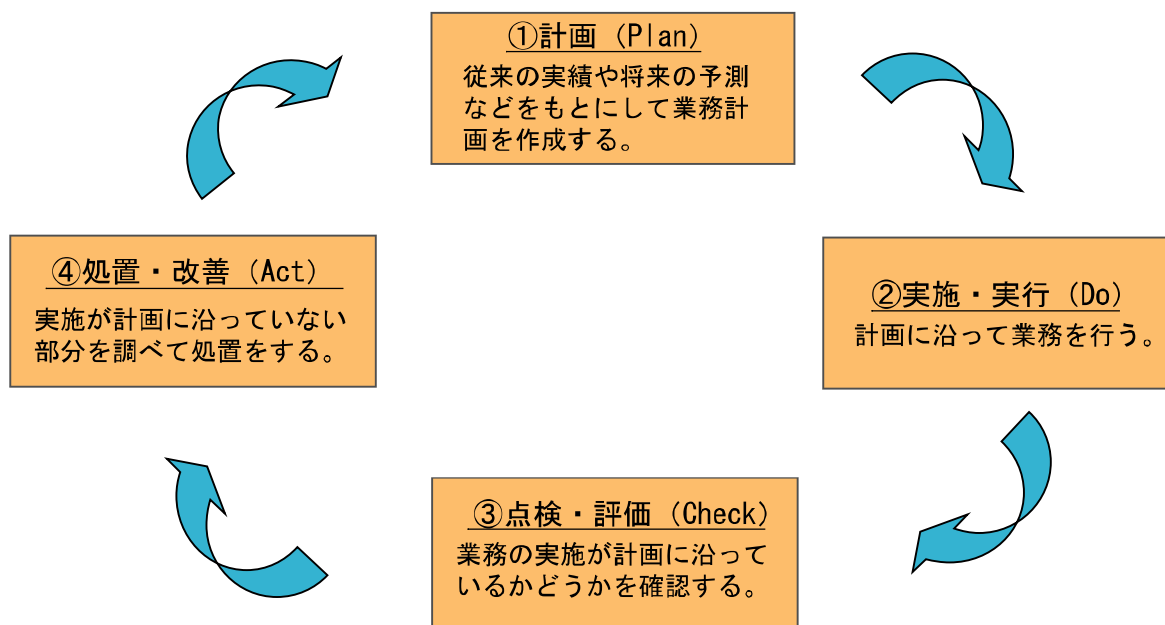 ①計画（Plan）
従来の実績や将来の予測
などをもとにして業務計
画を作成する。
②実施・実行（Do）
計画に沿って業務を行う。
③点検・評価（Check）
業務の実施が計画に沿って
いるかどうかを確認する。
④処置・改善（Act）
実施が計画に沿っていない
部分を調べて処置をする。